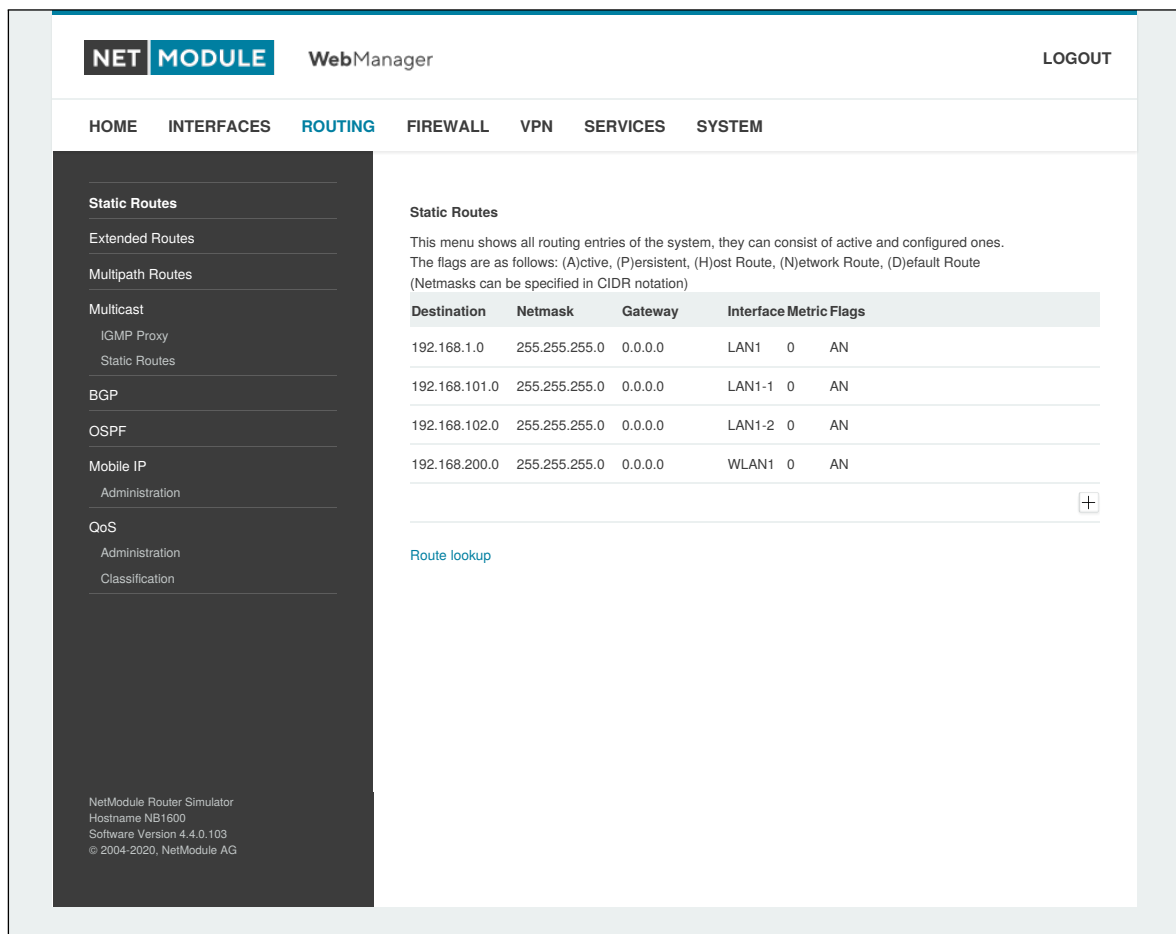 NET MODULE WebManager LOGOUT
HOME INTERFACES ROUTING FIREWALL VPN SERVICES SYSTEM
Static Routes
Extended Routes
Multipath Routes
Multicast
IGMP Proxy
Static Routes
BGP
OSPF
Mobile IP
Administration
QoS
Administration
Classification
NetModule Router Simulator
Hostname NB1600
Software Version 4.4.0.103
© 2004-2020, NetModule AG
Static Routes
This menu shows all routing entries of the system, they can consist of active and configured ones.
The flags are as follows: (A)ctive, (P)ersistent, (H)ost Route, (N)etwork Route, (D)efault Route
(Netmasks can be specified in CIDR notation)
Destination Netmask Gateway Interface Metric Flags
192.168.1.0 255.255.255.0 0.0.0.0 LAN1 0 AN
192.168.101.0 255.255.255.0 0.0.0.0 LAN1-1 0 AN
192.168.102.0 255.255.255.0 0.0.0.0 LAN1-2 0 AN
192.168.200.0 255.255.255.0 0.0.0.0 WLAN1 0 AN
Route lookup